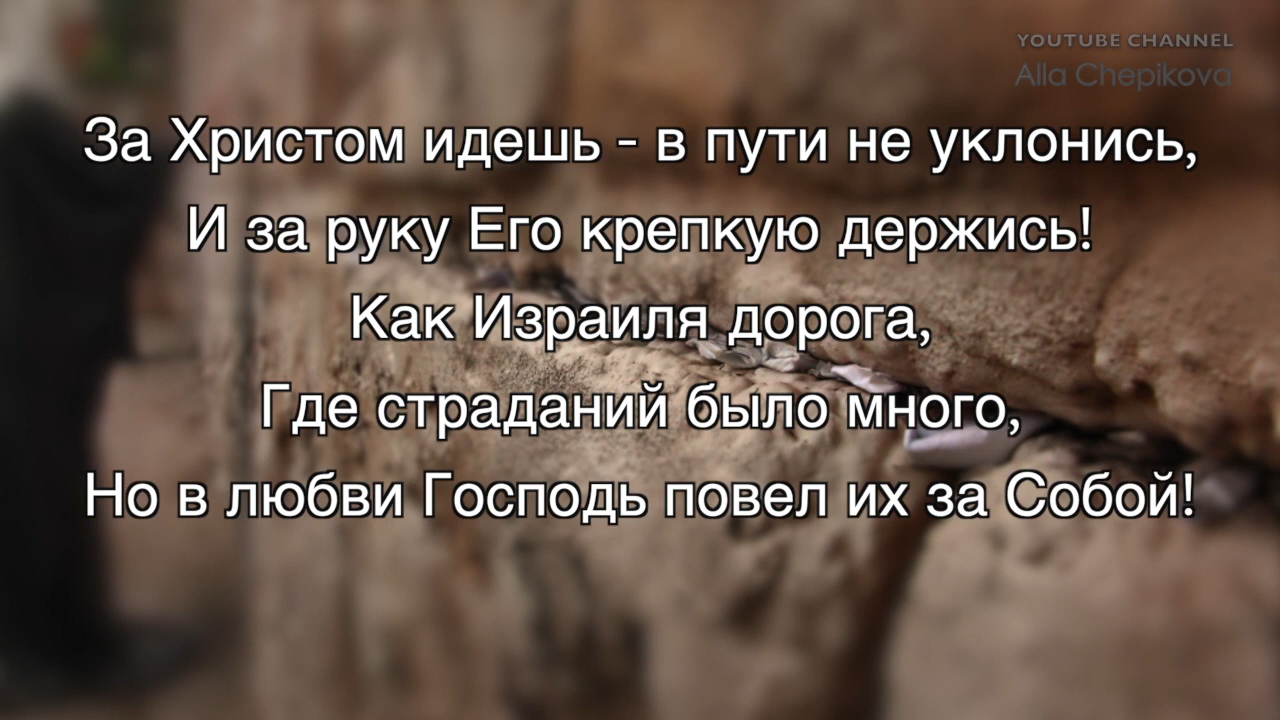 YOUTUBE CHANNEL
Alla Chepikova
За Христом идешь - в пути не уклонись,
И за руку Его крепкую держись!
Как Израиля дорога,
Где страданий было много,
Но в любви Господь повел их за Собой!